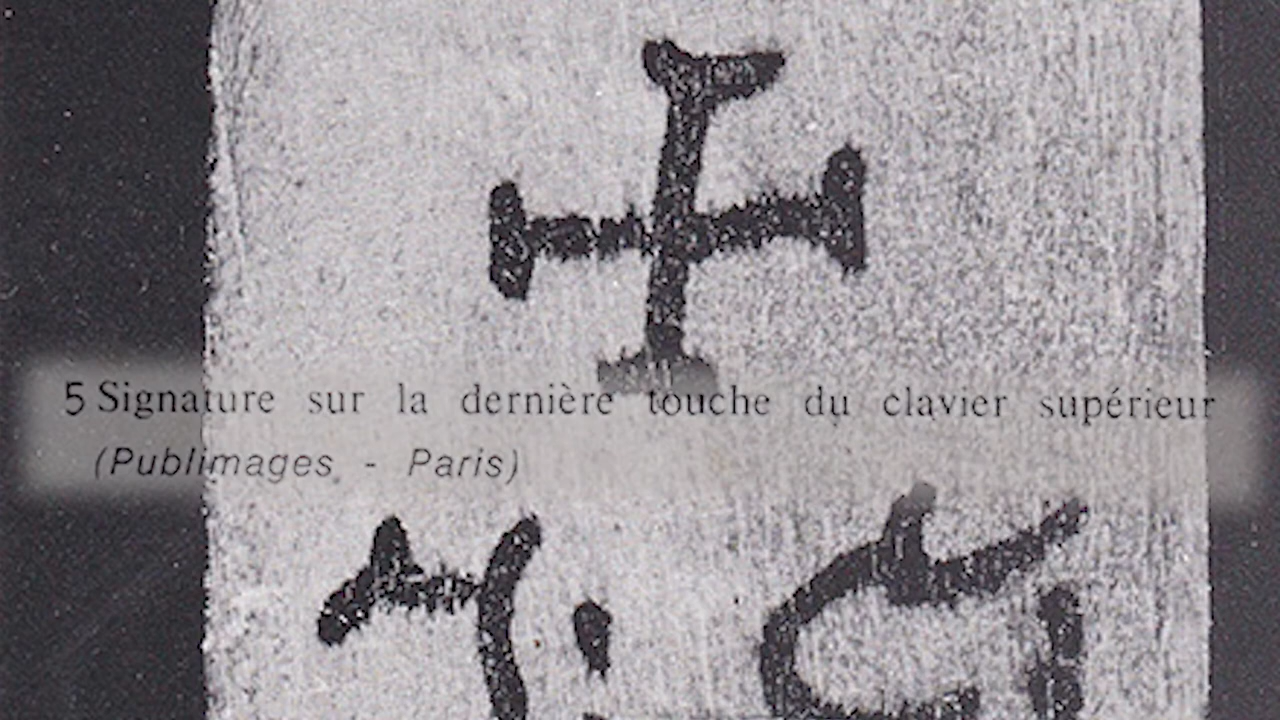 5 Signature sur la dernière touche du clavier supérieur
(Publimages - Paris)